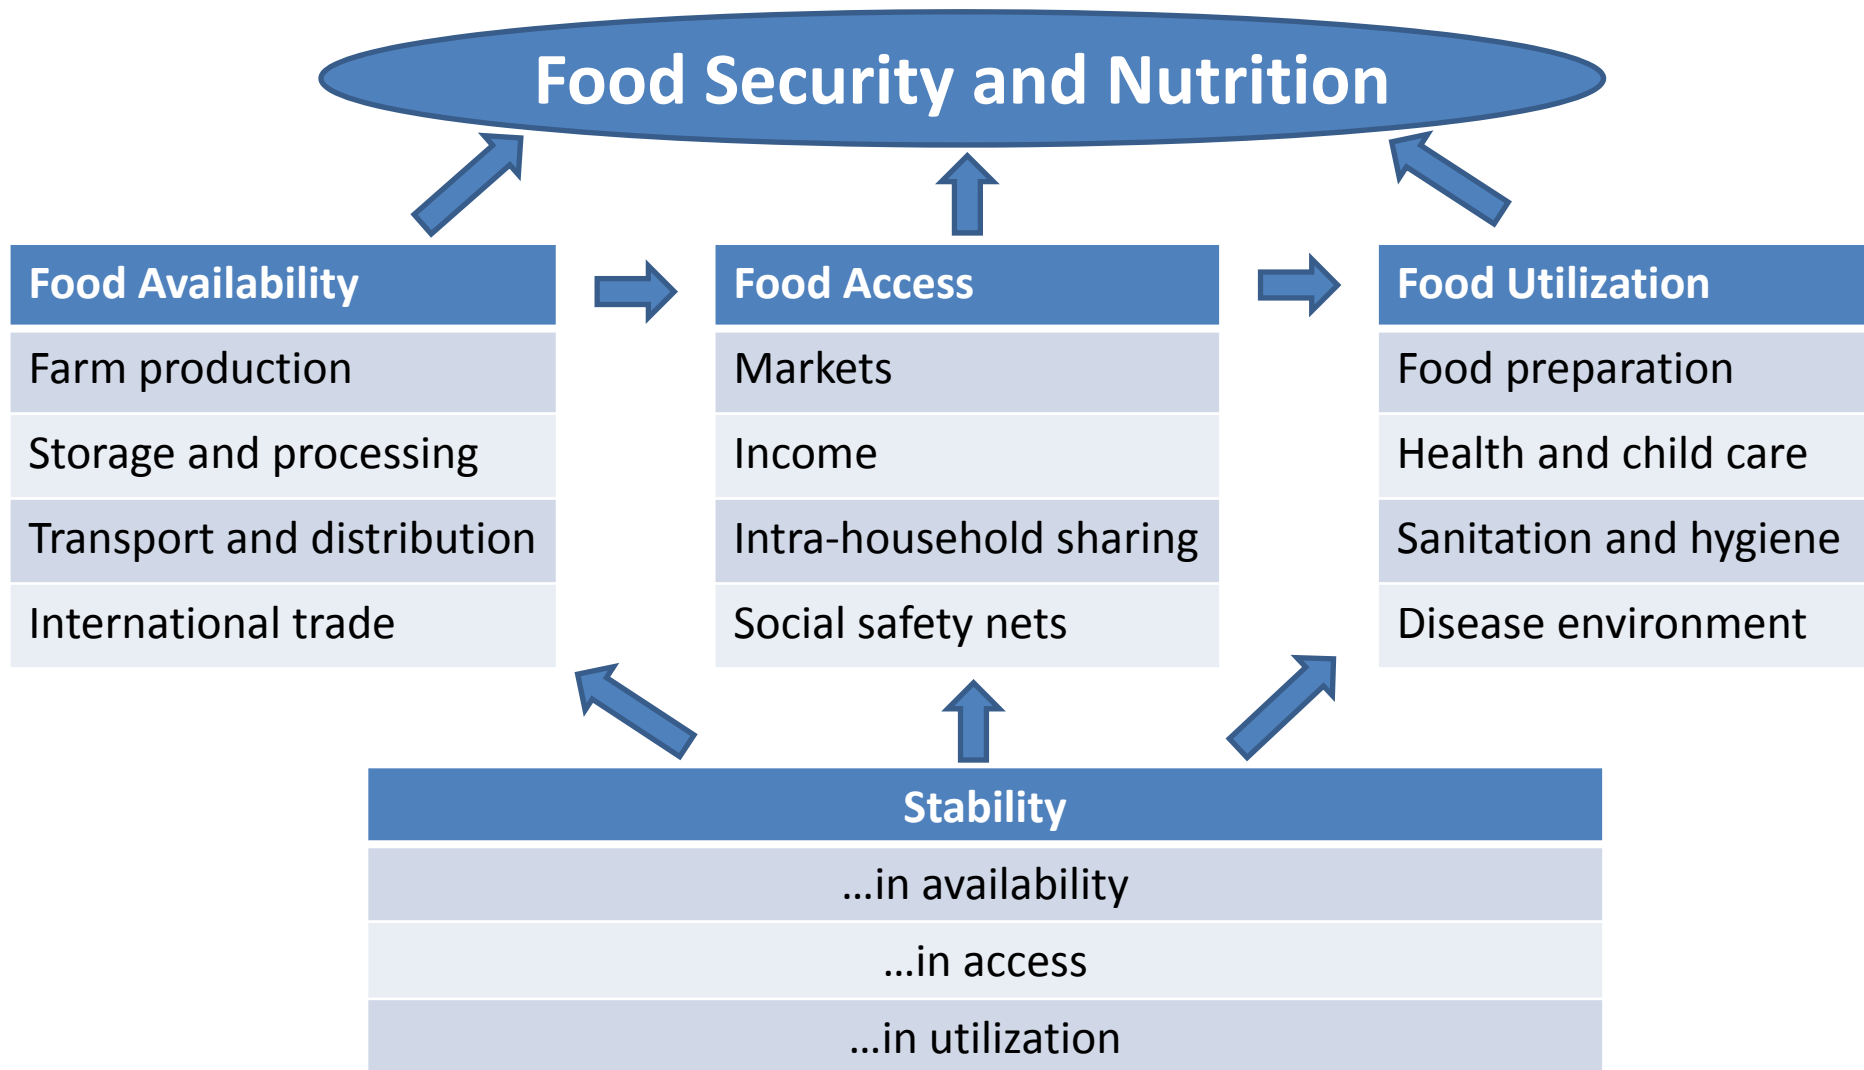 Food Security and Nutrition
Food Availability
Farm production
Storage and processing
Transport and distribution
International trade
Food Access
Markets
Income
Intra-household sharing
Social safety nets
Food Utilization
Food preparation
Health and child care
Sanitation and hygiene
Disease environment
Stability
...in availability
...in access
...in utilization